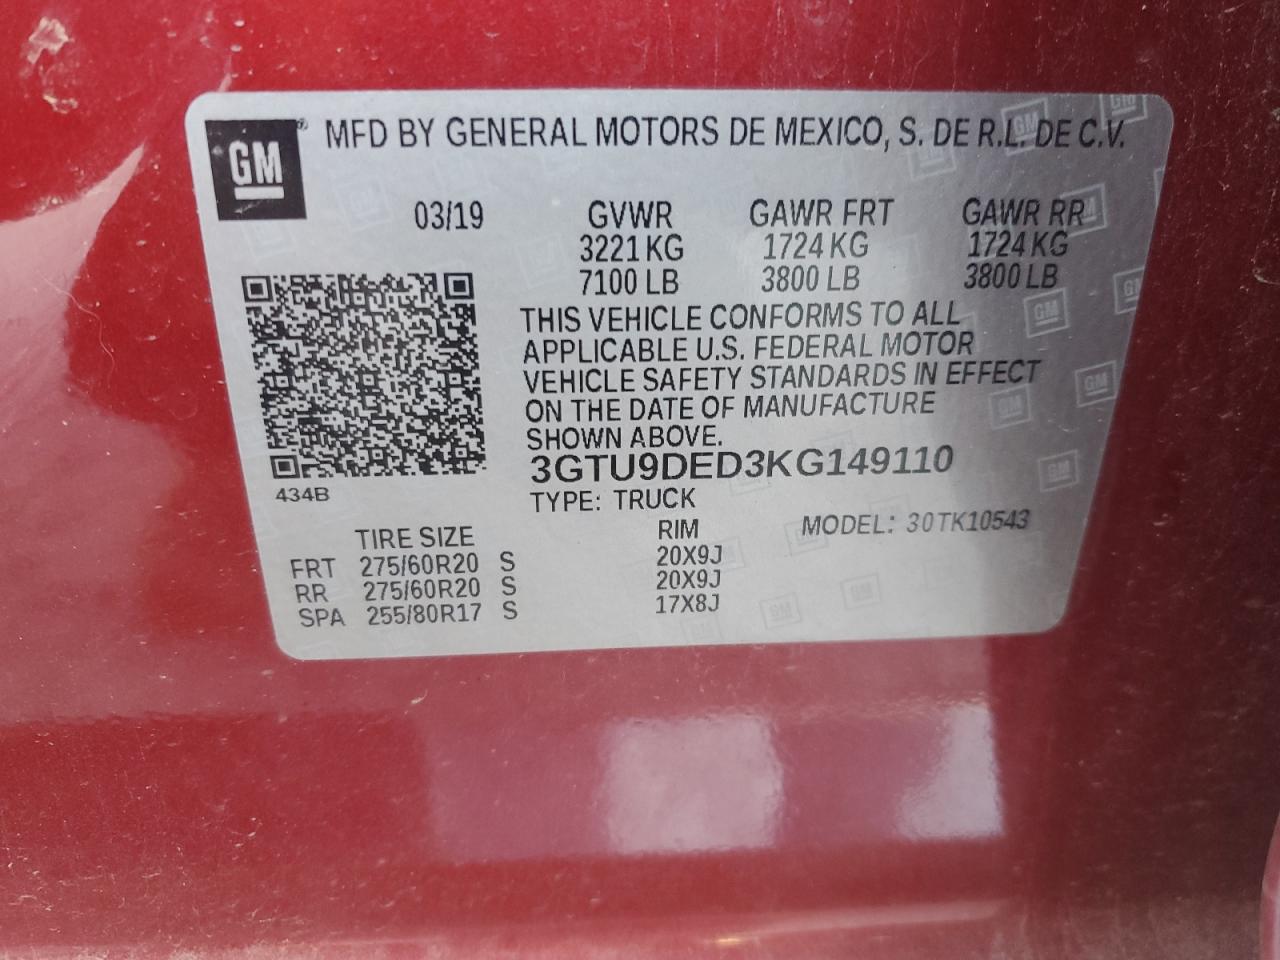 GM® MFD BY GENERAL MOTORS DE MEXICO, S. DE R.L. DE C.V.
03/19 GVWR GAWR FRT GAWR RR
3221 KG 1724 KG 1724 KG
7100 LB 3800 LB 3800 LB
THIS VEHICLE CONFORMS TO ALL
APPLICABLE U.S. FEDERAL MOTOR
VEHICLE SAFETY STANDARDS IN EFFECT
ON THE DATE OF MANUFACTURE
SHOWN ABOVE.
3GTU9DED3KG149110
434B
TYPE: TRUCK
TIRE SIZE RIM MODEL: 30TK10543
FRT 275/60R20 S 20X9J
RR 275/60R20 S 20X9J
SPA 255/80R17 S 17X8J